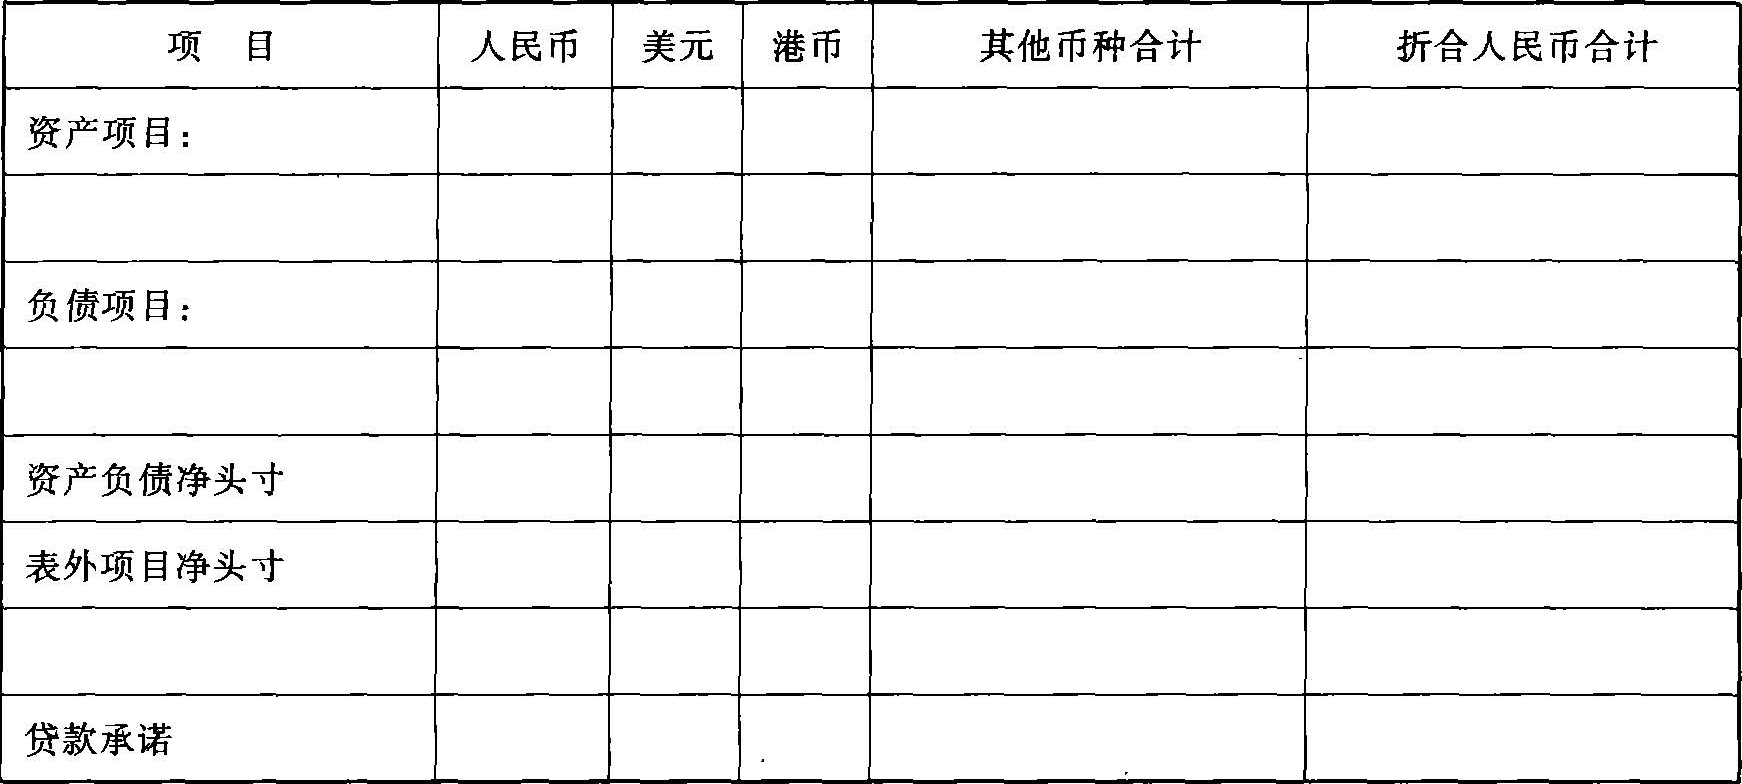 项 目 人民币 美元 港币 其他币种合计 折合人民币合计
资产项目：
负债项目：
资产负债净头寸
表外项目净头寸
贷款承诺